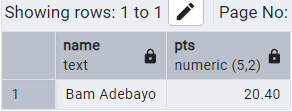 Showing rows: 1 to 1 Page No:
name pts
text numeric (5,2)
1 Bam Adebayo 20.40